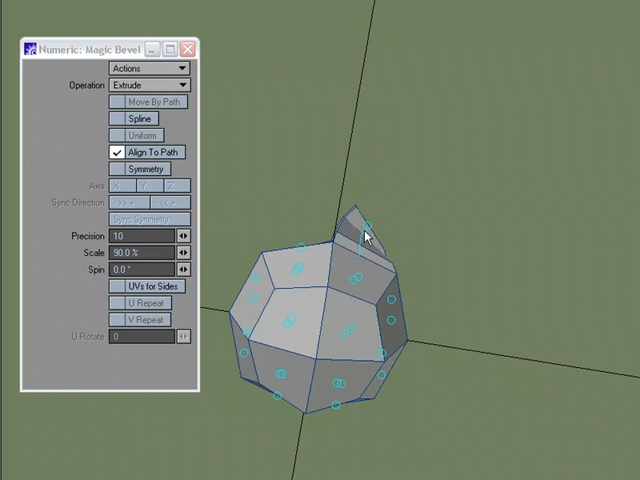 Numeric: Magic Bevel
Actions
Operation Extrude
Move By Path
Spline
Uniform
Align To Path
Symmetry
Axis X Y Z
Sync Direction ->> + - << -
Sync Symmetry
Precision 10
Scale 90.0 %
Spin 0.0 °
UVs for Sides
U Repeat
V Repeat
U Rotate 0